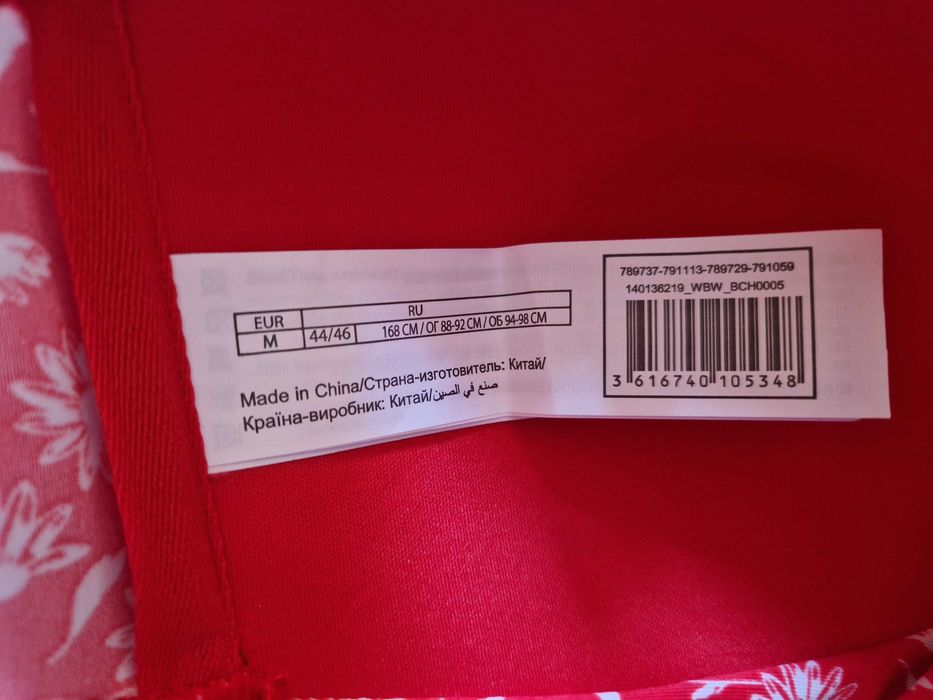 EUR RU
M 44/46 168 CM / ОГ 88-92 CM / ОБ 94-98 CM
Made in China/Страна-изготовитель: Китай/
Країна-виробник: Китай/صنع في الصين
789737-791113-789729-791059
140136219_WBW_BCH0005
3 616740 105348